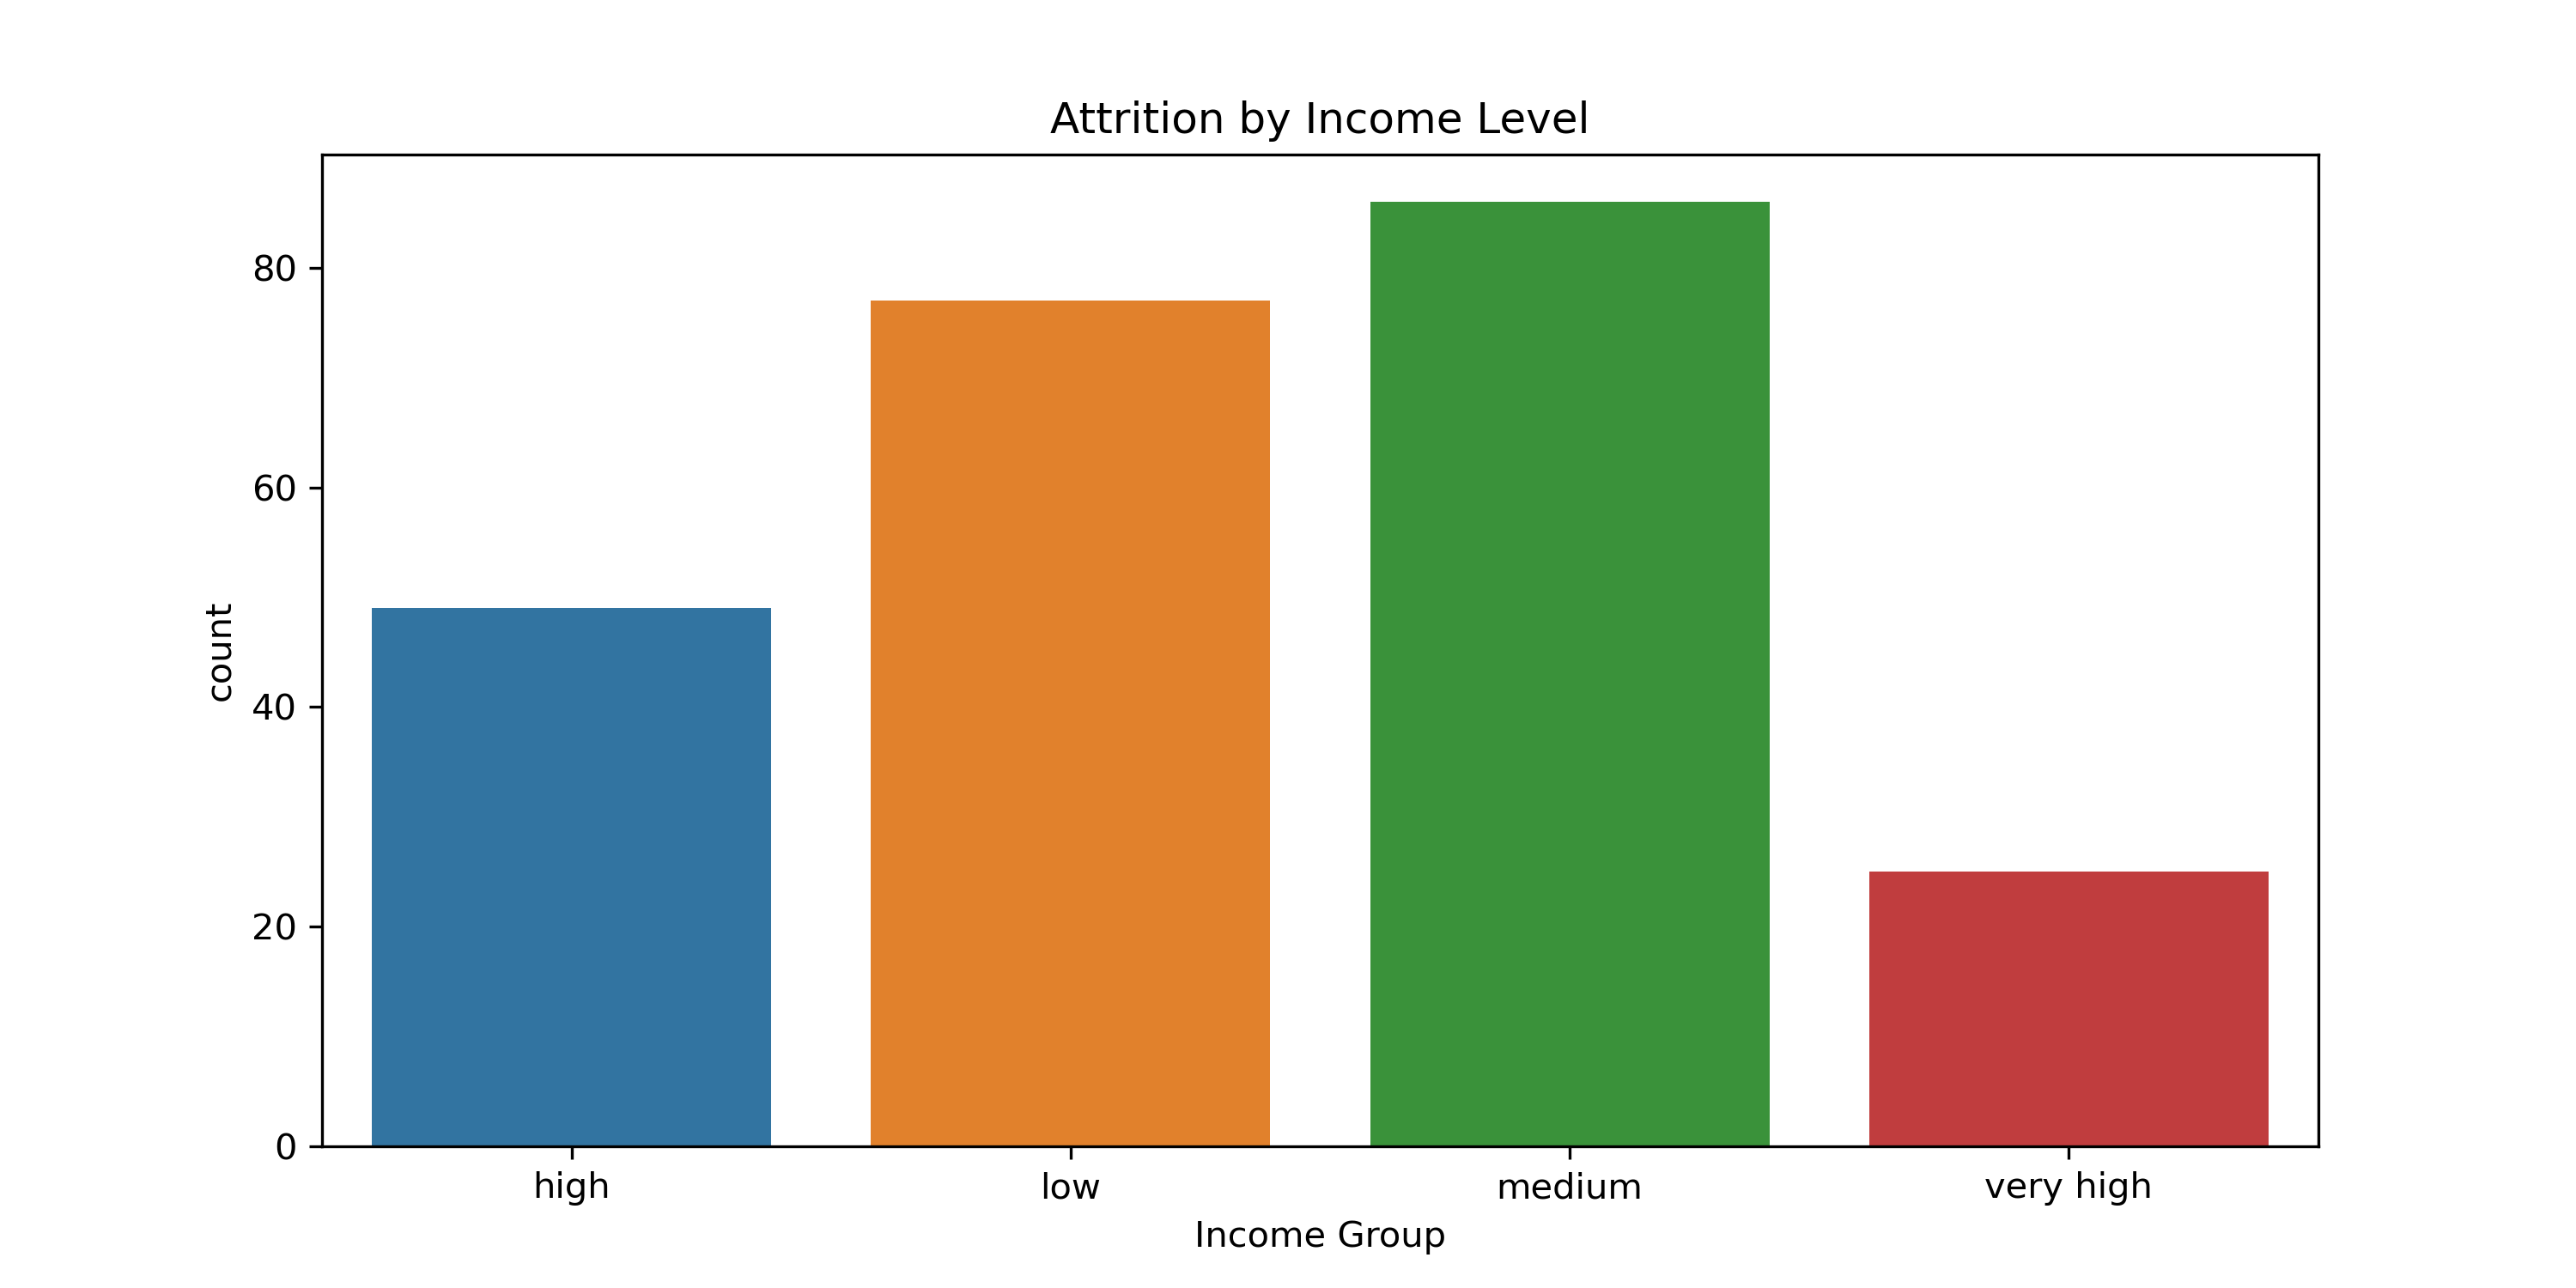 Attrition by Income Level
80
60
40
20
0
count
high
low
medium
very high
Income Group